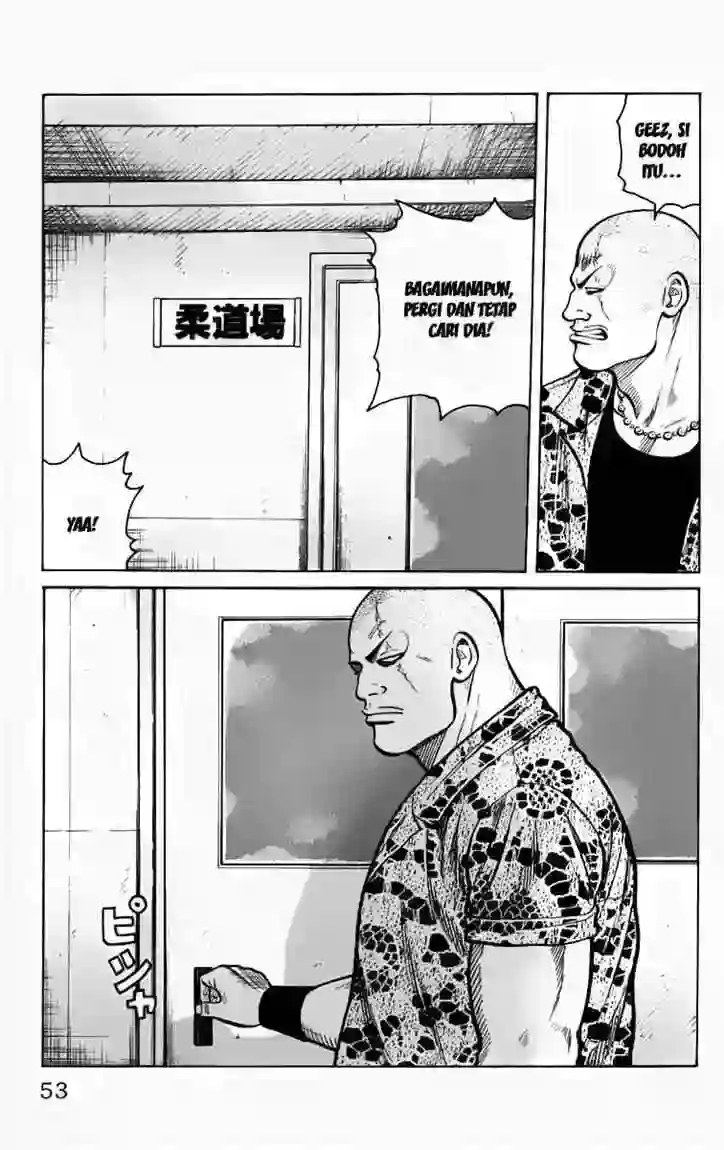 GEEZ, SI
BODOH
ITU...
BAGAIMANAPUN,
PERGI DAN TETAP
CARI DIA!
柔道場
YAA!
ピシャ
53